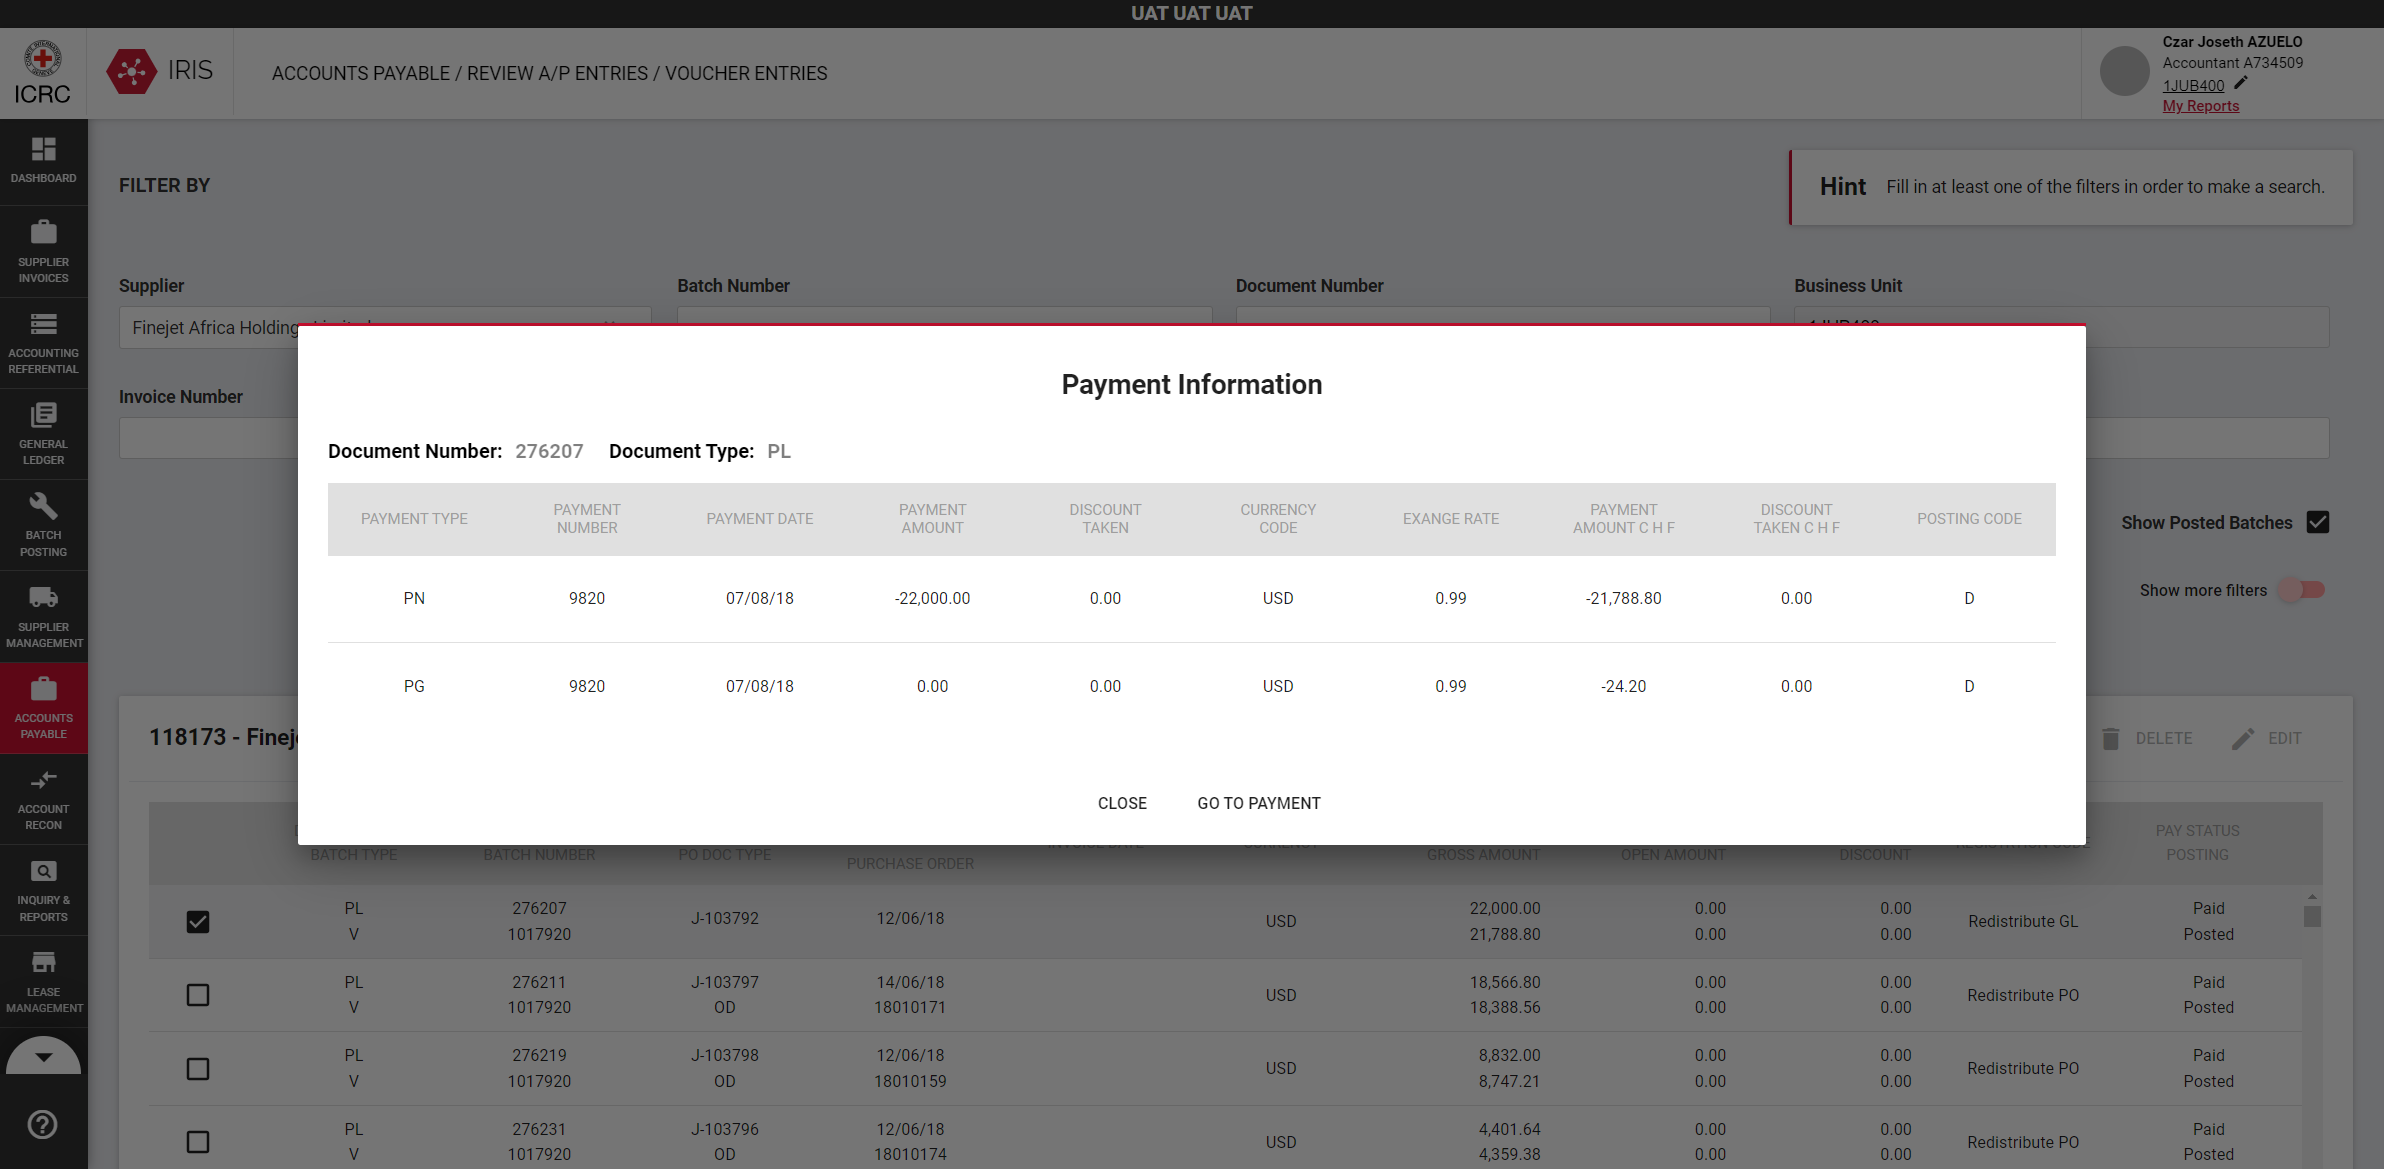 UAT UAT UAT
ICRC
IRIS
ACCOUNTS PAYABLE / REVIEW A/P ENTRIES / VOUCHER ENTRIES
Czar Joseth AZUELO
Accountant A734509
1JUB400
My Reports
DASHBOARD
SUPPLIER
INVOICES
ACCOUNTING
REFERENTIAL
GENERAL
LEDGER
BATCH
POSTING
SUPPLIER
MANAGEMENT
ACCOUNTS
PAYABLE
ACCOUNT
RECON
INQUIRY &
REPORTS
LEASE
MANAGEMENT
FILTER BY
Hint Fill in at least one of the filters in order to make a search.
Supplier Batch Number Document Number Business Unit
Finejet Africa Holdings Limited 1JUB400
Invoice Number
Show Posted Batches
Show more filters
Payment Information
Document Number: 276207 Document Type: PL
PAYMENT TYPE PAYMENT NUMBER PAYMENT DATE PAYMENT AMOUNT DISCOUNT TAKEN CURRENCY CODE EXANGE RATE PAYMENT AMOUNT C H F DISCOUNT TAKEN C H F POSTING CODE
PN 9820 07/08/18 -22,000.00 0.00 USD 0.99 -21,788.80 0.00 D
PG 9820 07/08/18 0.00 0.00 USD 0.99 -24.20 0.00 D
CLOSE GO TO PAYMENT
118173 - Finej
DELETE EDIT
PAY STATUS
BATCH TYPE BATCH NUMBER PO DOC TYPE PURCHASE ORDER INVOICE DATE CURRENCY GROSS AMOUNT OPEN AMOUNT DISCOUNT REGISTRATION CODE POSTING
PL 276207 J-103792 12/06/18 USD 22,000.00 0.00 0.00 Redistribute GL Paid
V 1017920 21,788.80 0.00 0.00 Posted
PL 276211 J-103797 14/06/18 USD 18,566.80 0.00 0.00 Redistribute PO Paid
V 1017920 OD 18010171 18,388.56 0.00 0.00 Posted
PL 276219 J-103798 12/06/18 USD 8,832.00 0.00 0.00 Redistribute PO Paid
V 1017920 OD 18010159 8,747.21 0.00 0.00 Posted
PL 276231 J-103796 12/06/18 USD 4,401.64 0.00 0.00 Redistribute PO Paid
V 1017920 OD 18010174 4,359.38 0.00 0.00 Posted